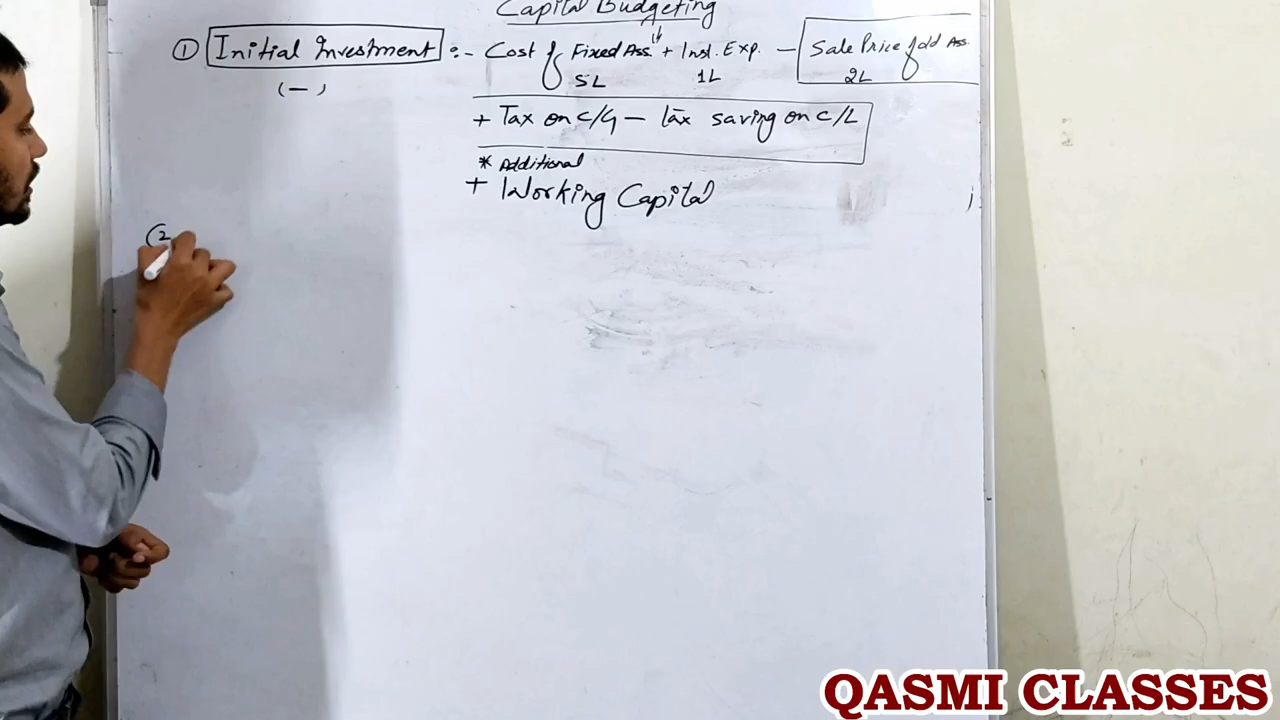 Capital Budgeting
① Initial Investment :- Cost of Fixed Ass. + Inst. Exp. - Sale Price of old Ass.
(-) 5L 1L 2L
+ Tax on C/G - Tax saving on C/L
* Additional
+ Working Capital
(2
QASMI CLASSES